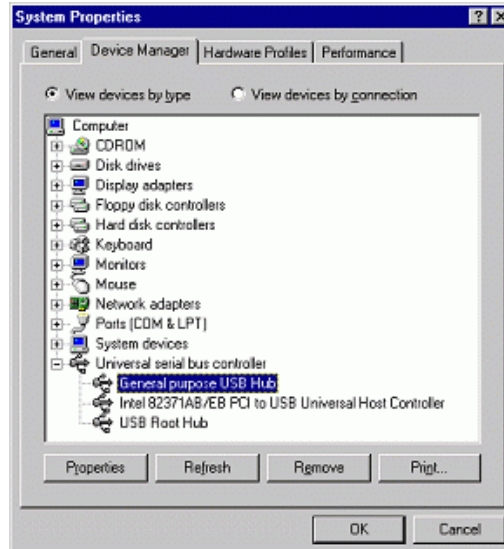 System Properties
General Device Manager Hardware Profiles Performance
View devices by type View devices by connection
Computer
CDROM
Disk drives
Display adapters
Floppy disk controllers
Hard disk controllers
Keyboard
Monitors
Mouse
Network adapters
Ports (COM & LPT)
System devices
Universal serial bus controller
General purpose USB Hub
Intel 82371AB/EB PCI to USB Universal Host Controller
USB Root Hub
Properties Refresh Remove Print...
OK Cancel